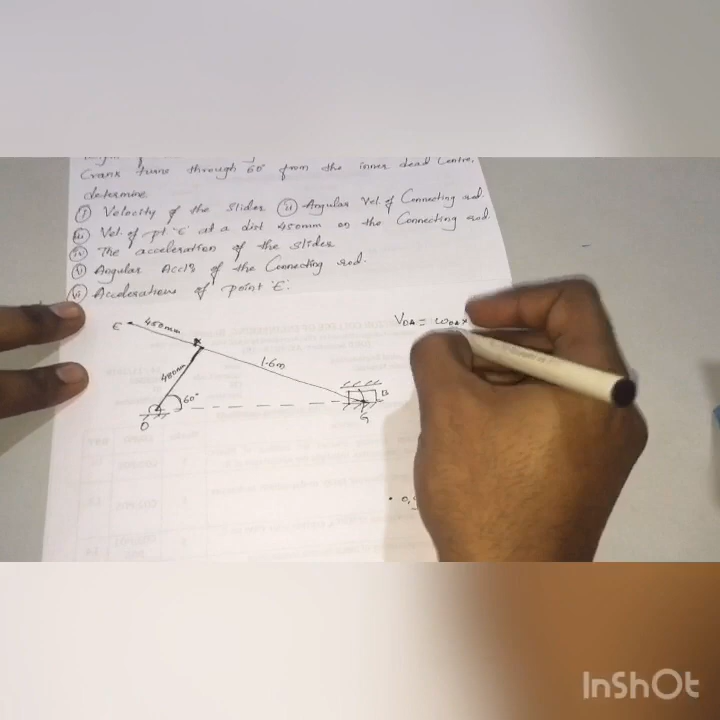 Crank turns through 60° from the inner dead Centre,
determine
(i) Velocity of the slider (ii) Angular Vel. of Connecting rod.
(iii) Vel. of pt 'E' at a dist 450mm on the Connecting rod
(iv) The acceleration of the slider
(v) Angular Accl'n of the Connecting rod.
(vi) Accelerations of point 'E'.
VOA = ωOA ×
E 450mm A
480mm 1.6m
60° B
O G
InShOt